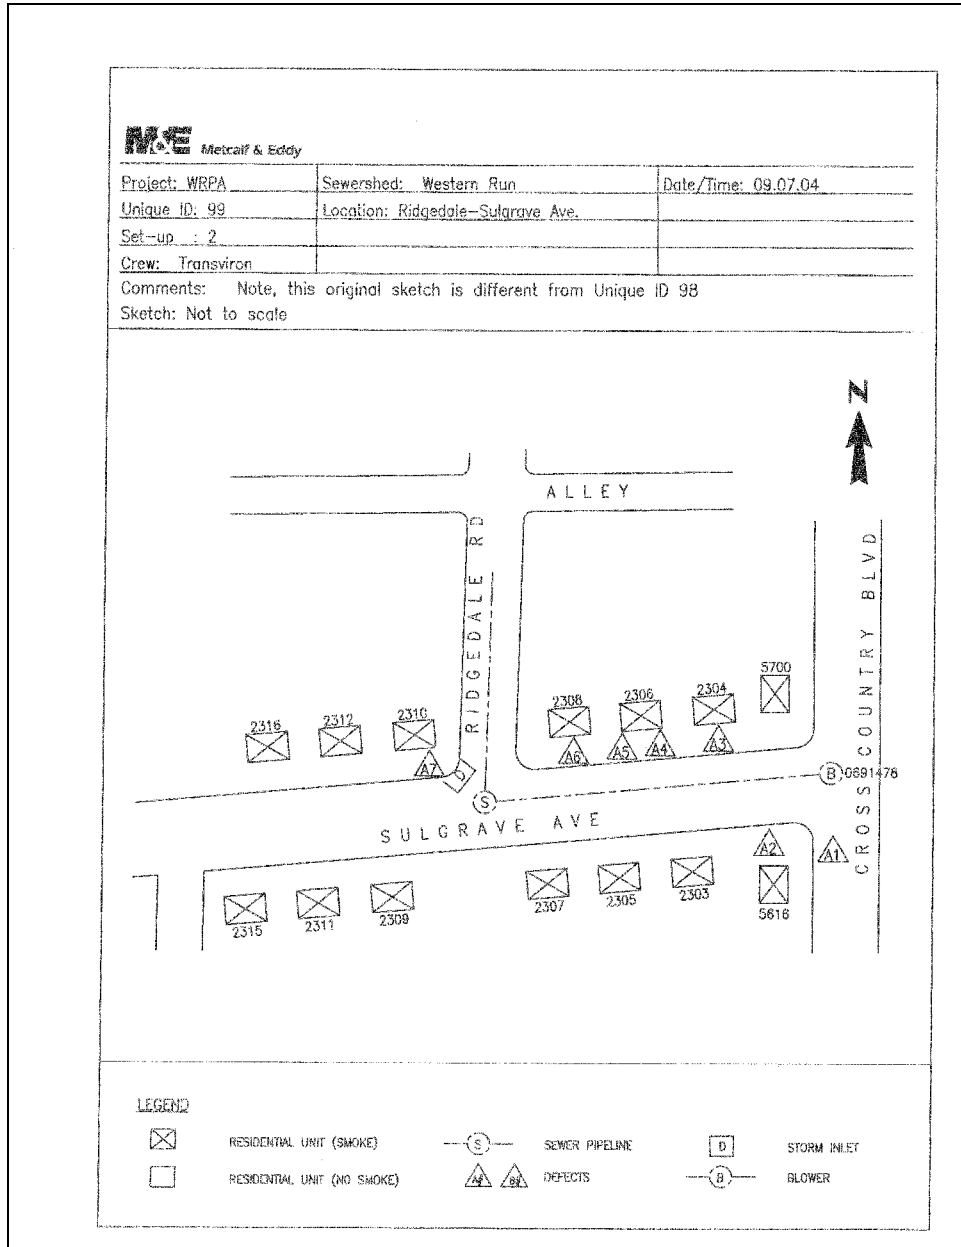 M&E Metcalf & Eddy
Project: WRPA Sewershed: Western Run Date/Time: 09.07.04
Unique ID: 99 Location: Ridgedale-Sulgrave Ave.
Set-up : 2
Crew: Transviron
Comments: Note, this original sketch is different from Unique ID 98
Sketch: Not to scale
N
ALLEY
RIDGEDALE RD
CROSS COUNTRY BLVD
5700
2308 2306 2304
2316 2312 2310
A7 A6 A5 A4 A3
D
S
B 0691476
SULGRAVE AVE
A2 A1
2315 2311 2309 2307 2305 2303 5616
LEGEND
RESIDENTIAL UNIT (SMOKE) S SEWER PIPELINE D STORM INLET
RESIDENTIAL UNIT (NO SMOKE) DEFECTS B BLOWER